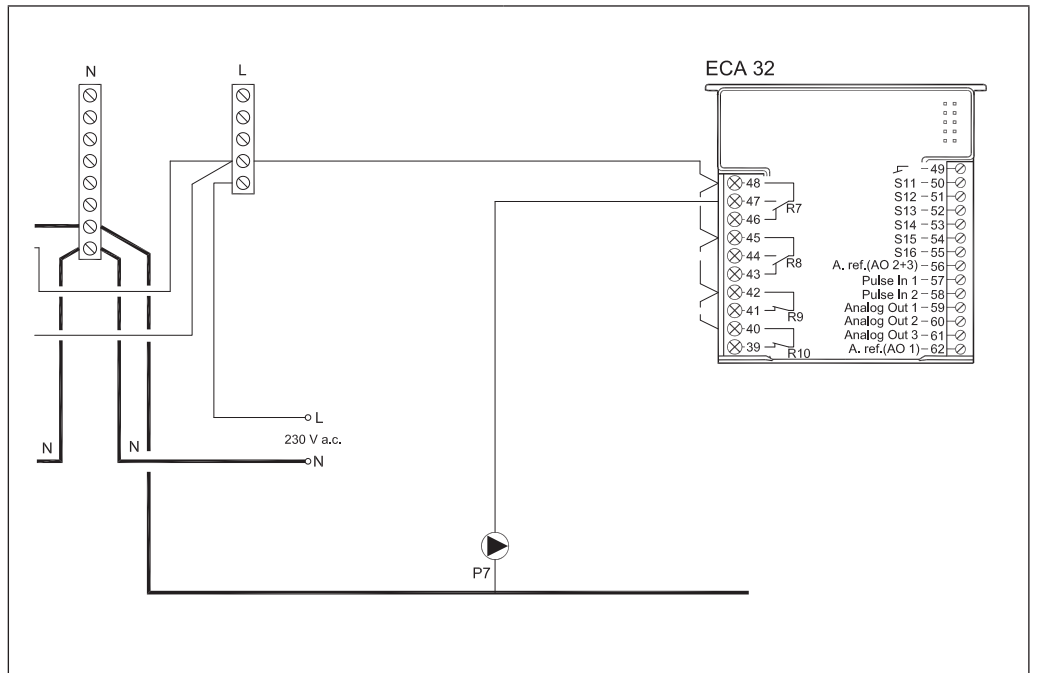 N
L
ECA 32
48
47
46
R7
45
44
43
R8
42
41
R9
40
39
R10
49
S11 – 50
S12 – 51
S13 – 52
S14 – 53
S15 – 54
S16 – 55
A. ref.(AO 2+3) – 56
Pulse In 1 – 57
Pulse In 2 – 58
Analog Out 1 – 59
Analog Out 2 – 60
Analog Out 3 – 61
A. ref.(AO 1) – 62
L
230 V a.c.
N
N
N
P7